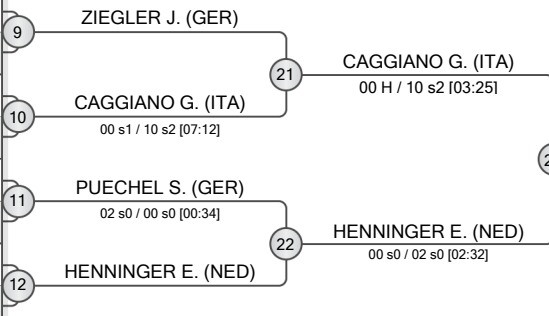 9
ZIEGLER J. (GER)
21
CAGGIANO G. (ITA)
00 H / 10 s2 [03:25]
10
CAGGIANO G. (ITA)
00 s1 / 10 s2 [07:12]
11
PUECHEL S. (GER)
02 s0 / 00 s0 [00:34]
22
HENNINGER E. (NED)
00 s0 / 02 s0 [02:32]
12
HENNINGER E. (NED)